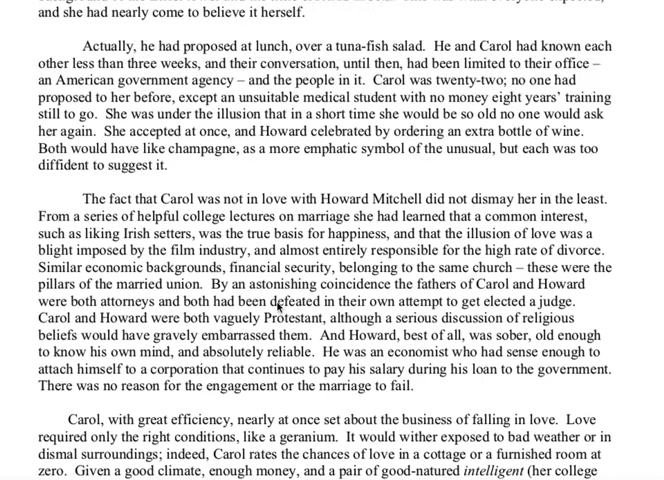 and she had nearly come to believe it herself.
Actually, he had proposed at lunch, over a tuna-fish salad. He and Carol had known each
other less than three weeks, and their conversation, until then, had been limited to their office –
an American government agency – and the people in it. Carol was twenty-two; no one had
proposed to her before, except an unsuitable medical student with no money eight years' training
still to go. She was under the illusion that in a short time she would be so old no one would ask
her again. She accepted at once, and Howard celebrated by ordering an extra bottle of wine.
Both would have like champagne, as a more emphatic symbol of the unusual, but each was too
diffident to suggest it.
The fact that Carol was not in love with Howard Mitchell did not dismay her in the least.
From a series of helpful college lectures on marriage she had learned that a common interest,
such as liking Irish setters, was the true basis for happiness, and that the illusion of love was a
blight imposed by the film industry, and almost entirely responsible for the high rate of divorce.
Similar economic backgrounds, financial security, belonging to the same church – these were the
pillars of the married union. By an astonishing coincidence the fathers of Carol and Howard
were both attorneys and both had been defeated in their own attempt to get elected a judge.
Carol and Howard were both vaguely Protestant, although a serious discussion of religious
beliefs would have gravely embarrassed them. And Howard, best of all, was sober, old enough
to know his own mind, and absolutely reliable. He was an economist who had sense enough to
attach himself to a corporation that continues to pay his salary during his loan to the government.
There was no reason for the engagement or the marriage to fail.
Carol, with great efficiency, nearly at once set about the business of falling in love. Love
required only the right conditions, like a geranium. It would wither exposed to bad weather or in
dismal surroundings; indeed, Carol rates the chances of love in a cottage or a furnished room at
zero. Given a good climate, enough money, and a pair of good-natured intelligent (her college